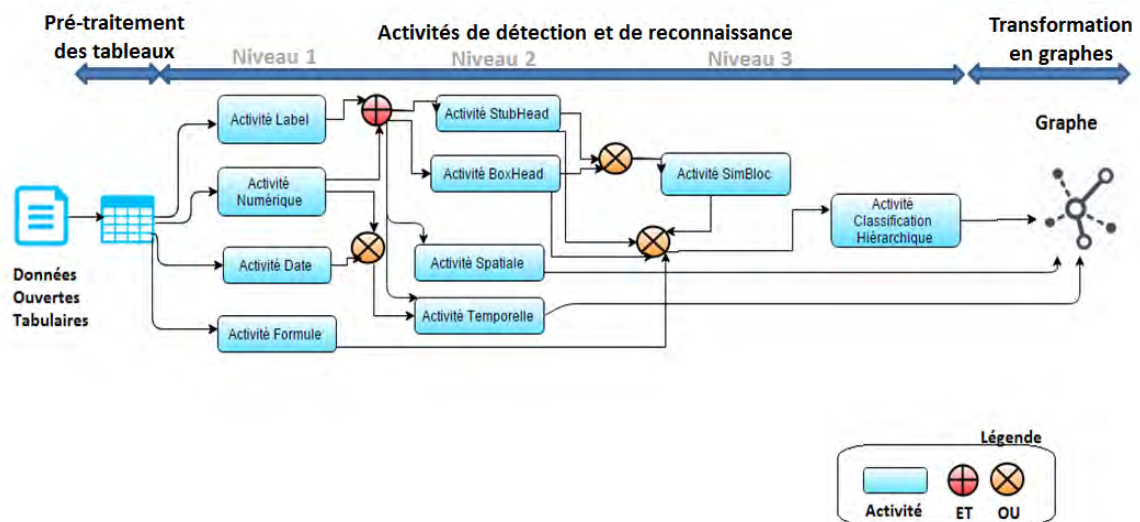 Pré-traitement
des tableaux
Activités de détection et de reconnaissance
Transformation
en graphes
Niveau 1
Niveau 2
Niveau 3
Activité Label
Activité StubHead
Activité BoxHead
Activité SimBloc
Activité
Numérique
Activité
Classification
Hiérarchique
Graphe
Activité Date
Activité Spatiale
Activité Temporelle
Activité Formule
Données
Ouvertes
Tabulaires
Légende
Activité
ET
OU